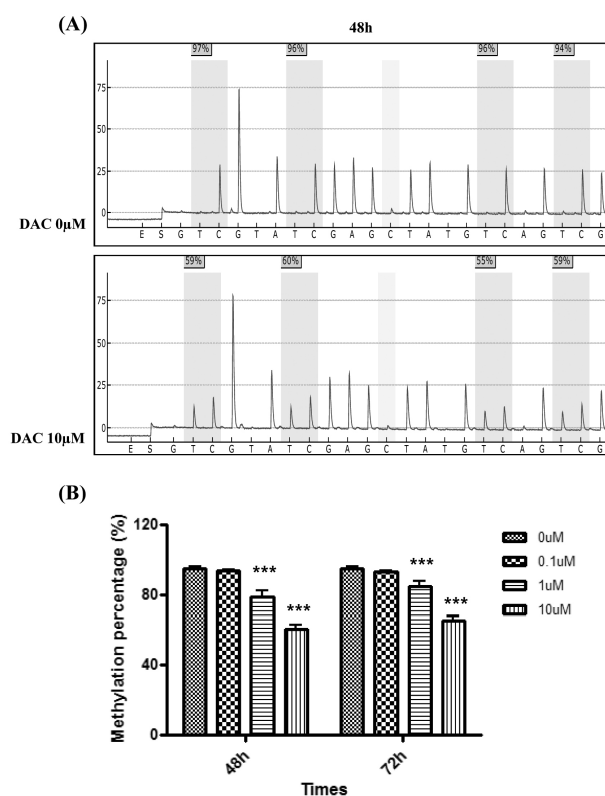 (A)
48h
97% 96% 96% 94%
75
50
25
0
DAC 0μM
E S G T C G T A T C G A G C T A T G T C A G T C G
59% 60% 55% 59%
75
50
25
0
DAC 10μM
E S G T C G T A T C G A G C T A T G T C A G T C G
(B)
Methylation percentage (%)
120
80
40
0
*** *** *** ***
0uM
0.1uM
1uM
10uM
48h 72h
Times